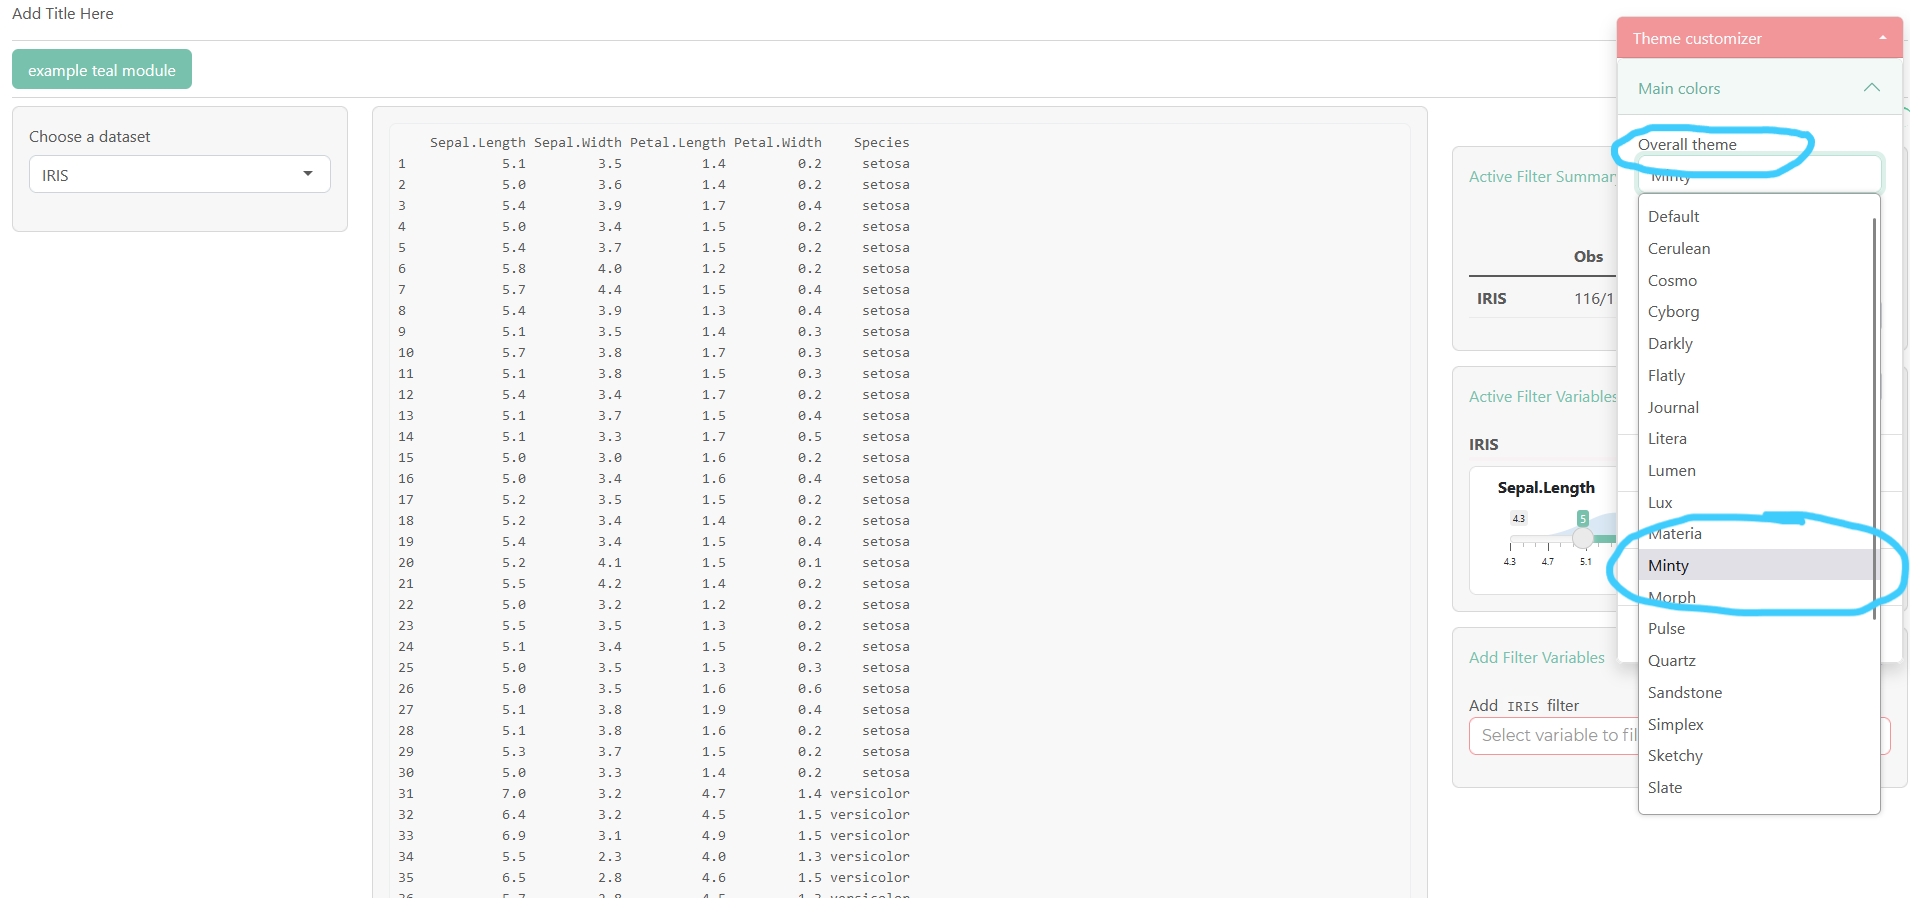 Add Title Here
example teal module
Choose a dataset
IRIS
Sepal.Length Sepal.Width Petal.Length Petal.Width Species
1 5.1 3.5 1.4 0.2 setosa
2 5.0 3.6 1.4 0.2 setosa
3 5.4 3.9 1.7 0.4 setosa
4 5.0 3.4 1.5 0.2 setosa
5 5.4 3.7 1.5 0.2 setosa
6 5.8 4.0 1.2 0.2 setosa
7 5.7 4.4 1.5 0.4 setosa
8 5.4 3.9 1.3 0.4 setosa
9 5.1 3.5 1.4 0.3 setosa
10 5.7 3.8 1.7 0.3 setosa
11 5.1 3.8 1.5 0.3 setosa
12 5.4 3.4 1.7 0.2 setosa
13 5.1 3.7 1.5 0.4 setosa
14 5.1 3.3 1.7 0.5 setosa
15 5.0 3.0 1.6 0.2 setosa
16 5.0 3.4 1.6 0.4 setosa
17 5.2 3.5 1.5 0.2 setosa
18 5.2 3.4 1.4 0.2 setosa
19 5.4 3.4 1.5 0.4 setosa
20 5.2 4.1 1.5 0.1 setosa
21 5.5 4.2 1.4 0.2 setosa
22 5.0 3.2 1.2 0.2 setosa
23 5.5 3.5 1.3 0.2 setosa
24 5.1 3.4 1.5 0.2 setosa
25 5.0 3.5 1.3 0.3 setosa
26 5.0 3.5 1.6 0.6 setosa
27 5.1 3.8 1.9 0.4 setosa
28 5.1 3.8 1.6 0.2 setosa
29 5.3 3.7 1.5 0.2 setosa
30 5.0 3.3 1.4 0.2 setosa
31 7.0 3.2 4.7 1.4 versicolor
32 6.4 3.2 4.5 1.5 versicolor
33 6.9 3.1 4.9 1.5 versicolor
34 5.5 2.3 4.0 1.3 versicolor
35 6.5 2.8 4.6 1.5 versicolor
Active Filter Summar
Obs
IRIS 116/1
Active Filter Variables
IRIS
Sepal.Length
4.3 5
4.3 4.7 5.1
Add Filter Variables
Add IRIS filter
Select variable to fil
Theme customizer
Main colors
Overall theme
Minty
Default
Cerulean
Cosmo
Cyborg
Darkly
Flatly
Journal
Litera
Lumen
Lux
Materia
Minty
Morph
Pulse
Quartz
Sandstone
Simplex
Sketchy
Slate